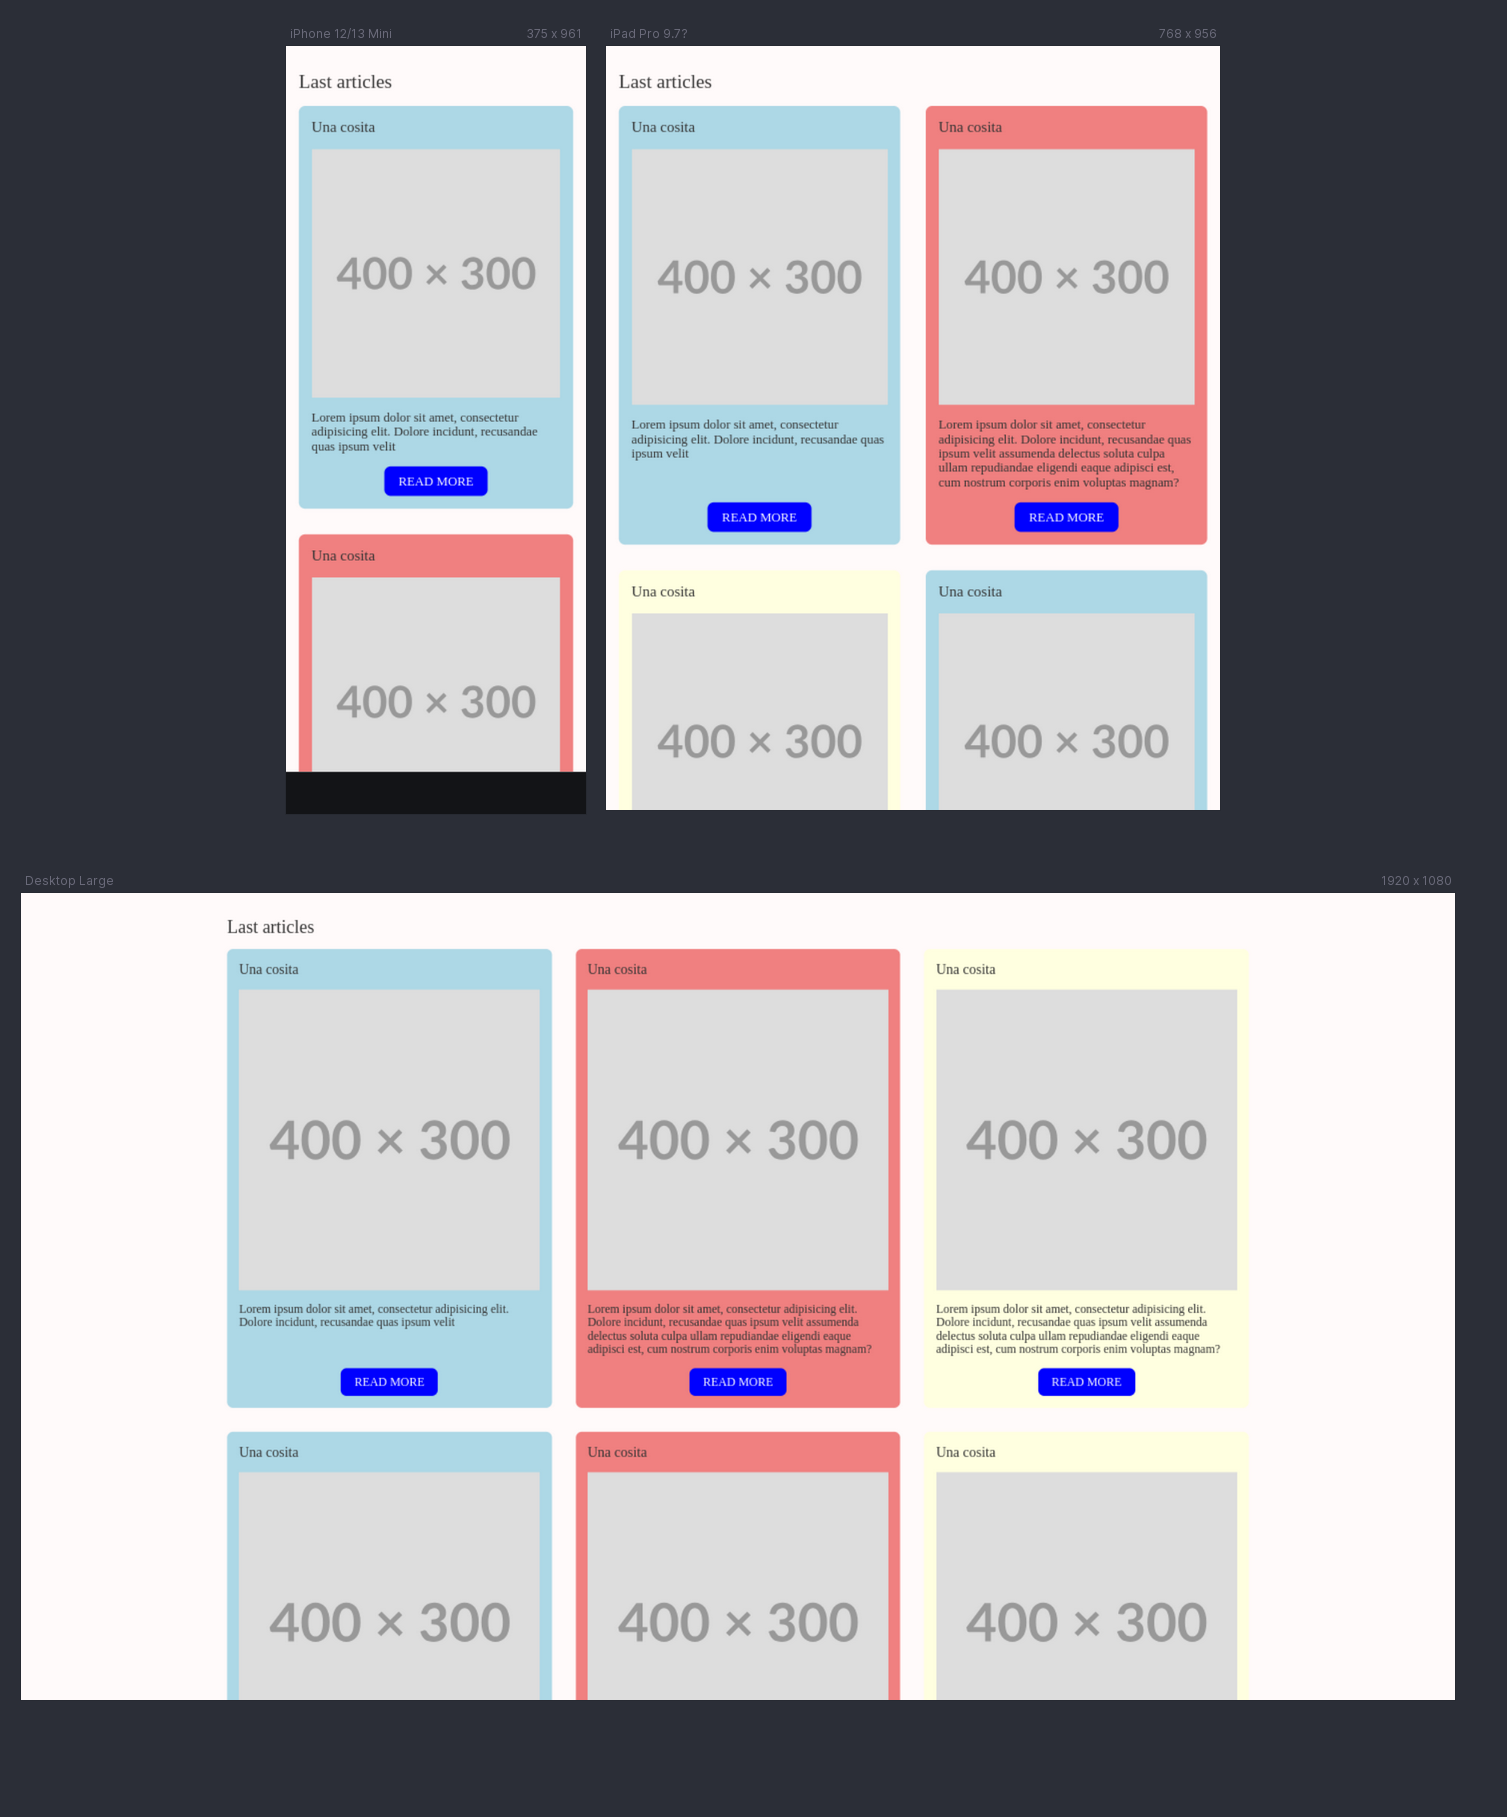 iPhone 12/13 Mini 375 x 961
Last articles
Una cosita
400 × 300
Lorem ipsum dolor sit amet, consectetur
adipisicing elit. Dolore incidunt, recusandae
quas ipsum velit
READ MORE
Una cosita
400 × 300
iPad Pro 9.7? 768 x 956
Last articles
Una cosita
400 × 300
Lorem ipsum dolor sit amet, consectetur
adipisicing elit. Dolore incidunt, recusandae quas
ipsum velit
READ MORE
Una cosita
400 × 300
Lorem ipsum dolor sit amet, consectetur
adipisicing elit. Dolore incidunt, recusandae quas
ipsum velit assumenda delectus soluta culpa
ullam repudiandae eligendi eaque adipisci est,
cum nostrum corporis enim voluptas magnam?
READ MORE
Una cosita
400 × 300
Una cosita
400 × 300
Desktop Large 1920 x 1080
Last articles
Una cosita
400 × 300
Lorem ipsum dolor sit amet, consectetur adipisicing elit.
Dolore incidunt, recusandae quas ipsum velit
READ MORE
Una cosita
400 × 300
Lorem ipsum dolor sit amet, consectetur adipisicing elit.
Dolore incidunt, recusandae quas ipsum velit assumenda
delectus soluta culpa ullam repudiandae eligendi eaque
adipisci est, cum nostrum corporis enim voluptas magnam?
READ MORE
Una cosita
400 × 300
Lorem ipsum dolor sit amet, consectetur adipisicing elit.
Dolore incidunt, recusandae quas ipsum velit assumenda
delectus soluta culpa ullam repudiandae eligendi eaque
adipisci est, cum nostrum corporis enim voluptas magnam?
READ MORE
Una cosita
400 × 300
Una cosita
400 × 300
Una cosita
400 × 300